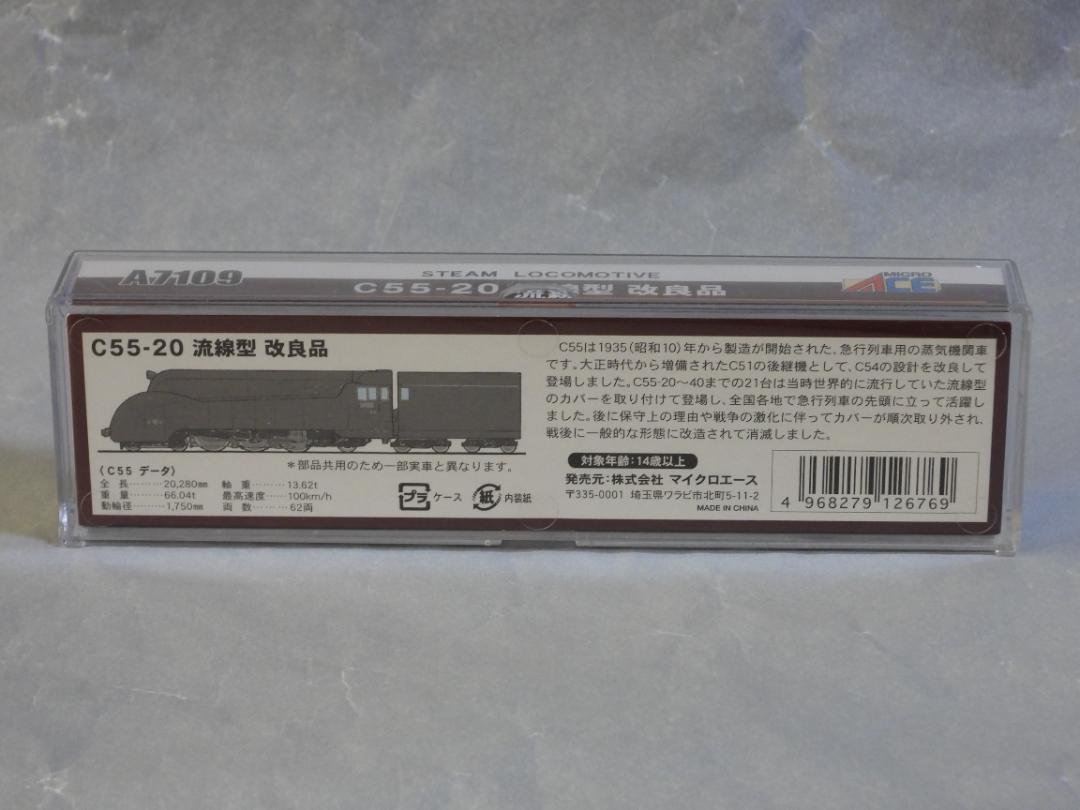 A7109
STEAM LOCOMOTIVE
C55-20 流線型 改良品
MICRO
ACE
C55-20 流線型 改良品
C55は1935(昭和10)年から製造が開始された、急行列車用の蒸気機関車
です。大正時代から増備されたC51の後継機として、C54の設計を改良して
登場しました。C55-20～40までの21台は当時世界的に流行していた流線型
のカバーを取り付けて登場し、全国各地で急行列車の先頭に立って活躍し
ました。後に保守上の理由や戦争の激化に伴ってカバーが順次取り外され、
戦後に一般的な形態に改造されて消滅しました。
*部品共用のため一部実車と異なります。
〈C55 データ〉
全 長………20,280mm 軸 重………13.62t
重 量………66.04t 最高速度………100km/h
動輪径………1,750mm 両 数………62両
プラ ケース
紙 内装紙
対象年齢:14歳以上
発売元:株式会社 マイクロエース
〒335-0001 埼玉県ワラビ市北町5-11-2
MADE IN CHINA
4 968279 126769